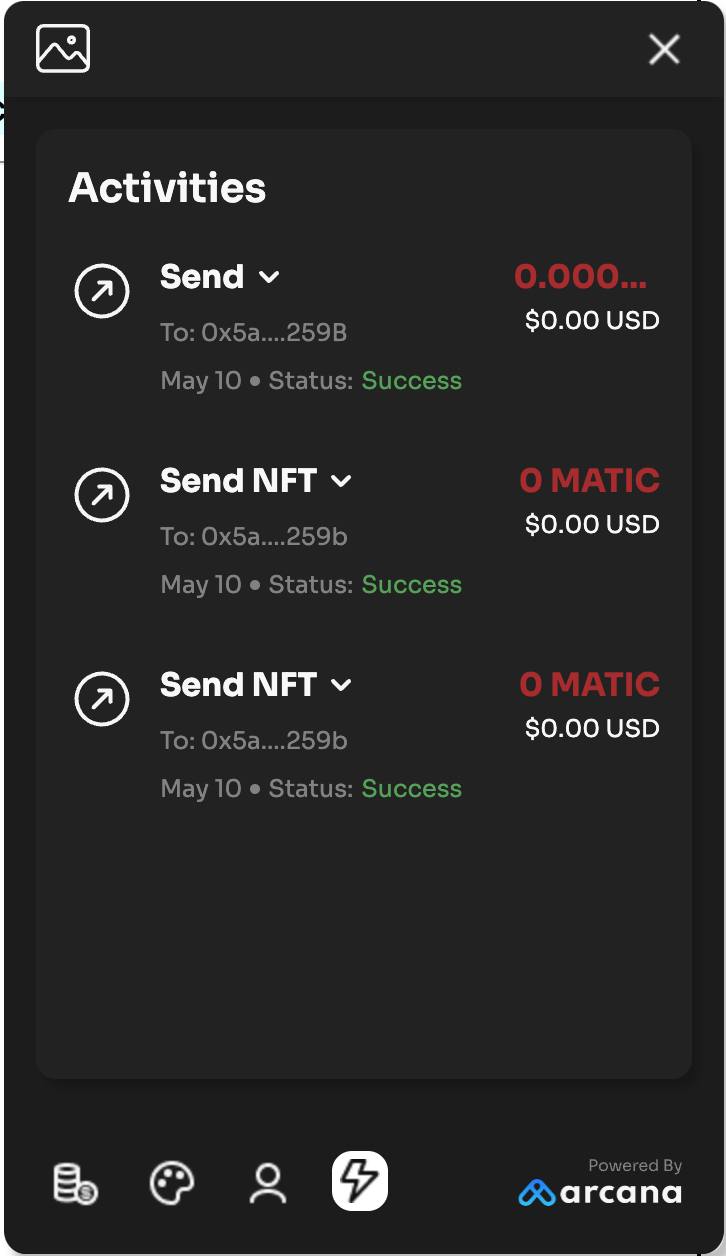 Activities
Send
0.000...
To: 0x5a....259B
$0.00 USD
May 10 • Status: Success
Send NFT
0 MATIC
To: 0x5a....259b
$0.00 USD
May 10 • Status: Success
Send NFT
0 MATIC
To: 0x5a....259b
$0.00 USD
May 10 • Status: Success
Powered By
arcana